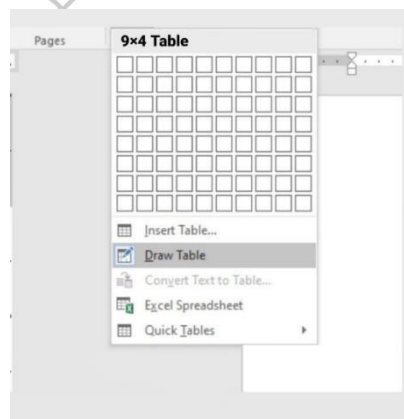 Pages
9×4 Table
Insert Table...
Draw Table
Convert Text to Table...
Excel Spreadsheet
Quick Tables